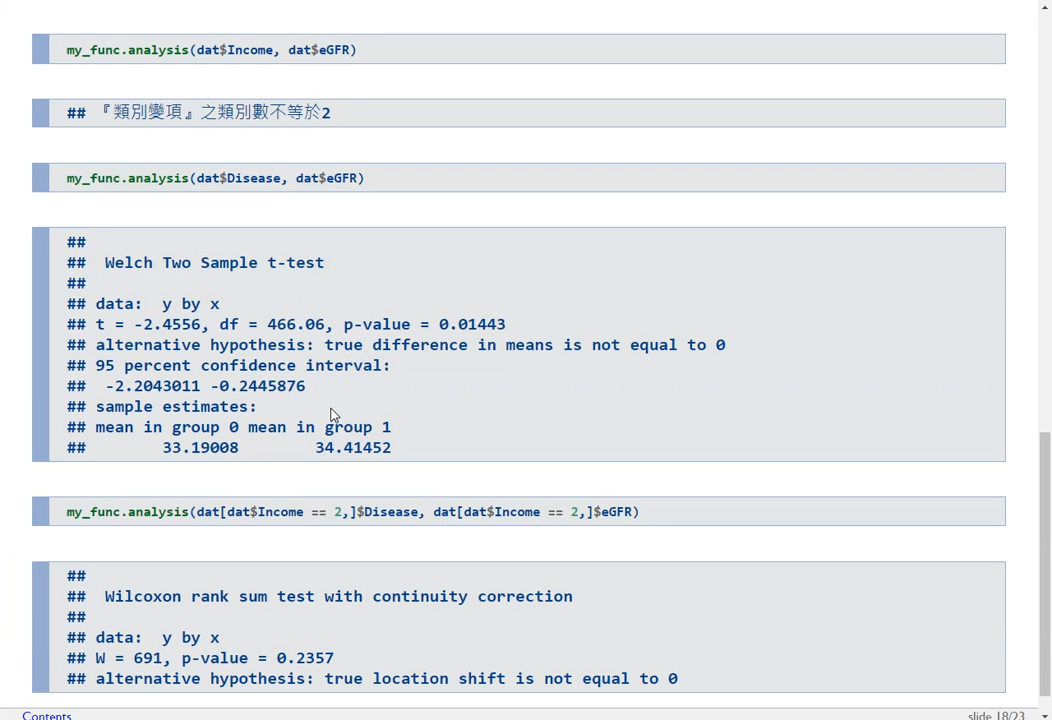 my_func.analysis(dat$Income, dat$eGFR)
## 『類別變項』之類別數不等於2
my_func.analysis(dat$Disease, dat$eGFR)
##
##  Welch Two Sample t-test
##
## data:  y by x
## t = -2.4556, df = 466.06, p-value = 0.01443
## alternative hypothesis: true difference in means is not equal to 0
## 95 percent confidence interval:
##  -2.2043011 -0.2445876
## sample estimates:
## mean in group 0 mean in group 1
##        33.19008        34.41452
my_func.analysis(dat[dat$Income == 2,]$Disease, dat[dat$Income == 2,]$eGFR)
##
##  Wilcoxon rank sum test with continuity correction
##
## data:  y by x
## W = 691, p-value = 0.2357
## alternative hypothesis: true location shift is not equal to 0
Contents slide 18/23